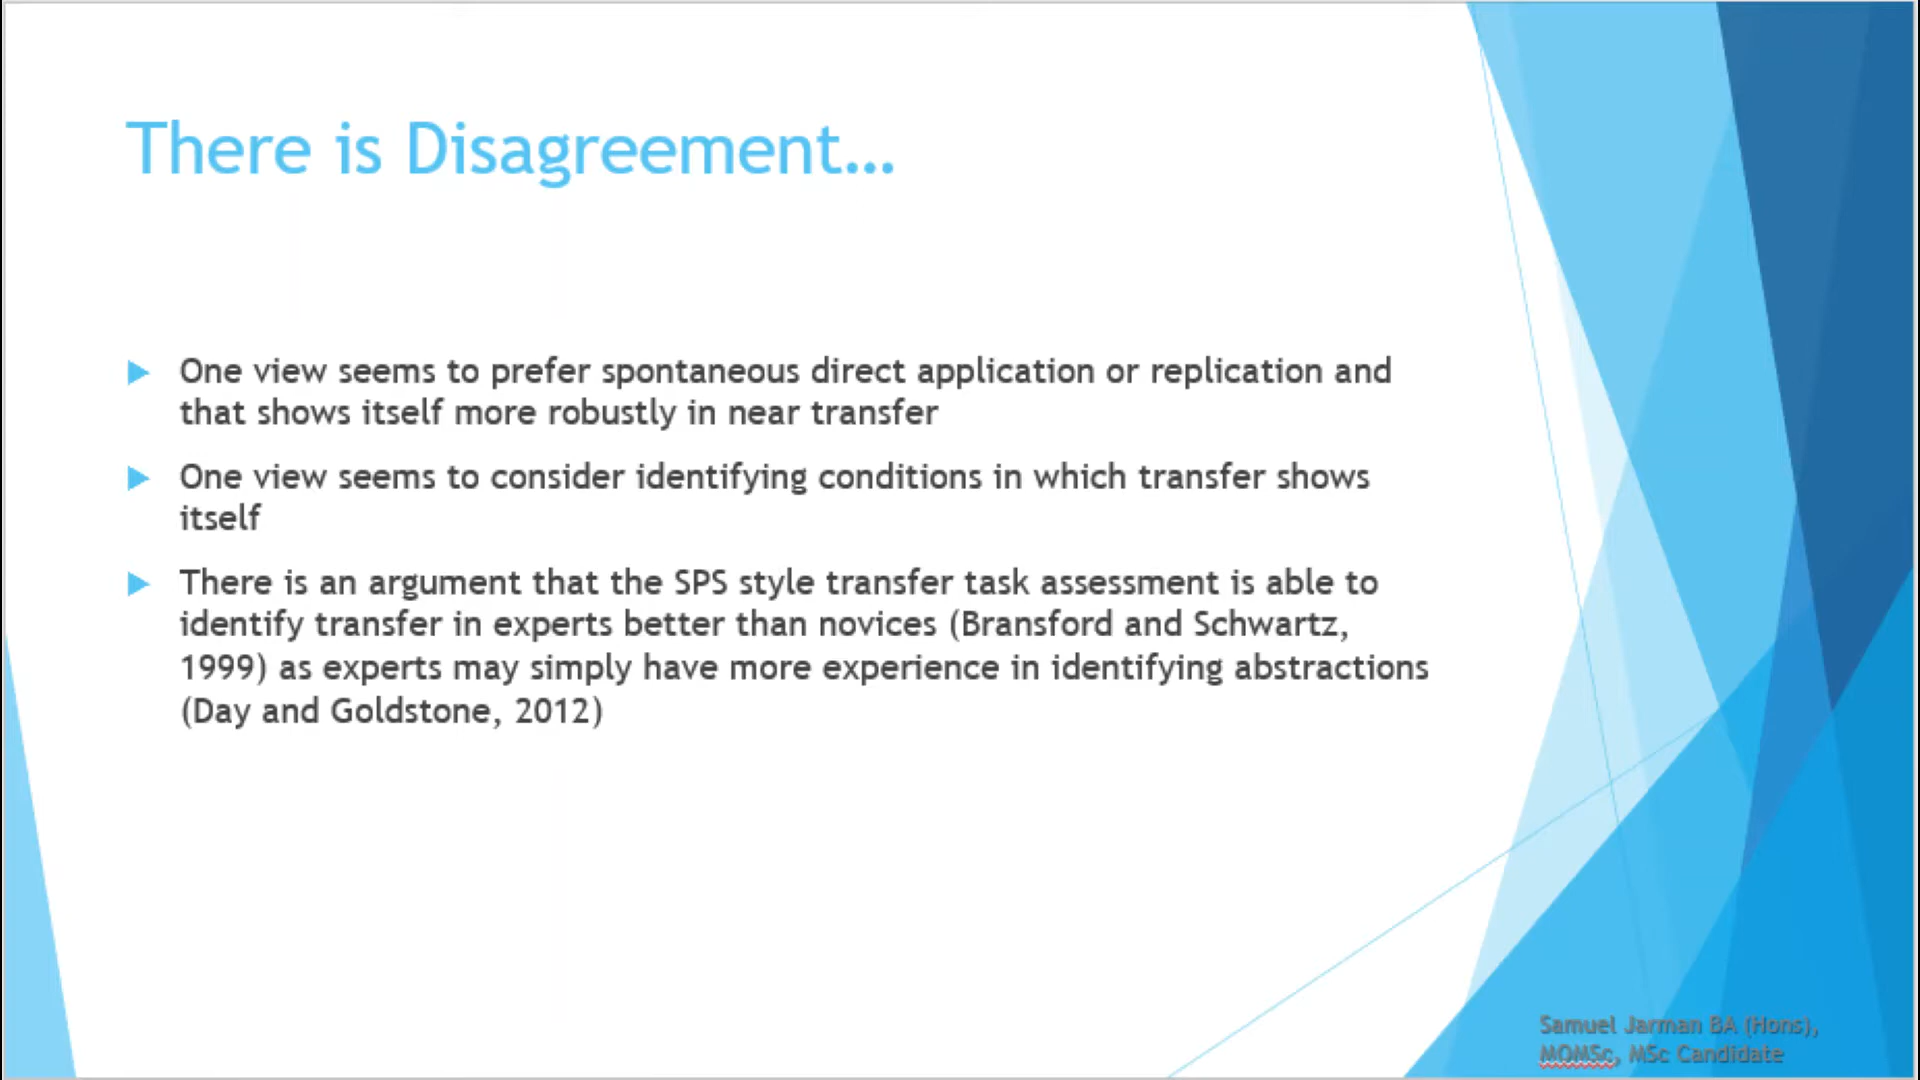 There is Disagreement...
One view seems to prefer spontaneous direct application or replication and
that shows itself more robustly in near transfer
One view seems to consider identifying conditions in which transfer shows
itself
There is an argument that the SPS style transfer task assessment is able to
identify transfer in experts better than novices (Bransford and Schwartz,
1999) as experts may simply have more experience in identifying abstractions
(Day and Goldstone, 2012)
Samuel Jarman BA (Hons),
MOMSc, MSc Candidate